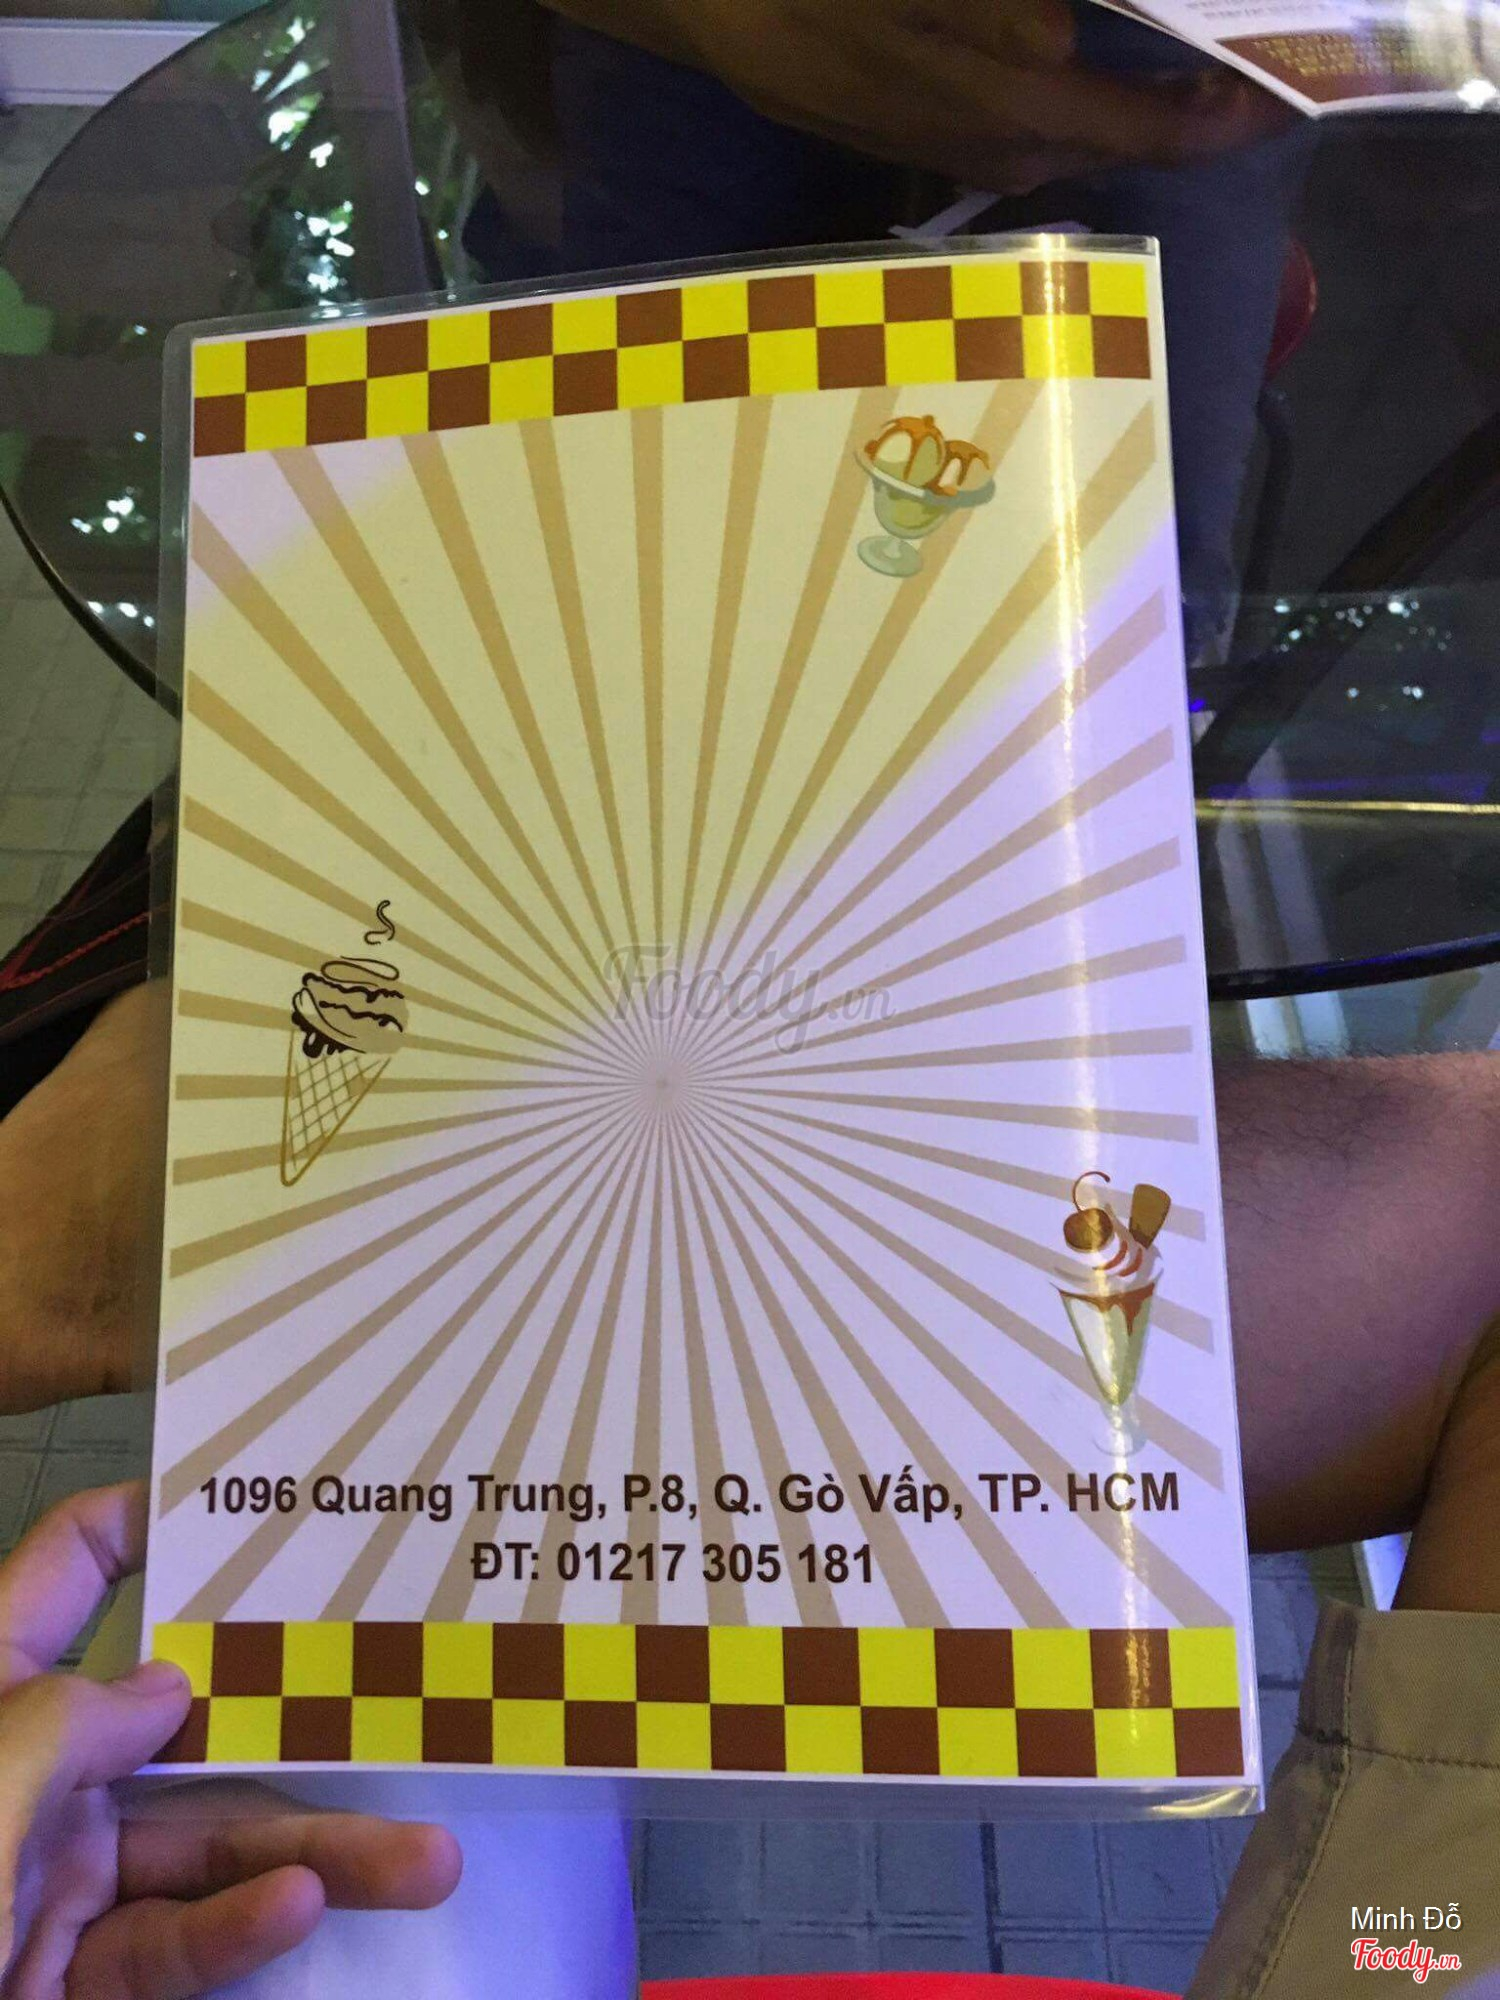 Foody.vn
1096 Quang Trung, P.8, Q. Gò Vấp, TP. HCM
ĐT: 01217 305 181
Minh Đỗ
Foody.vn